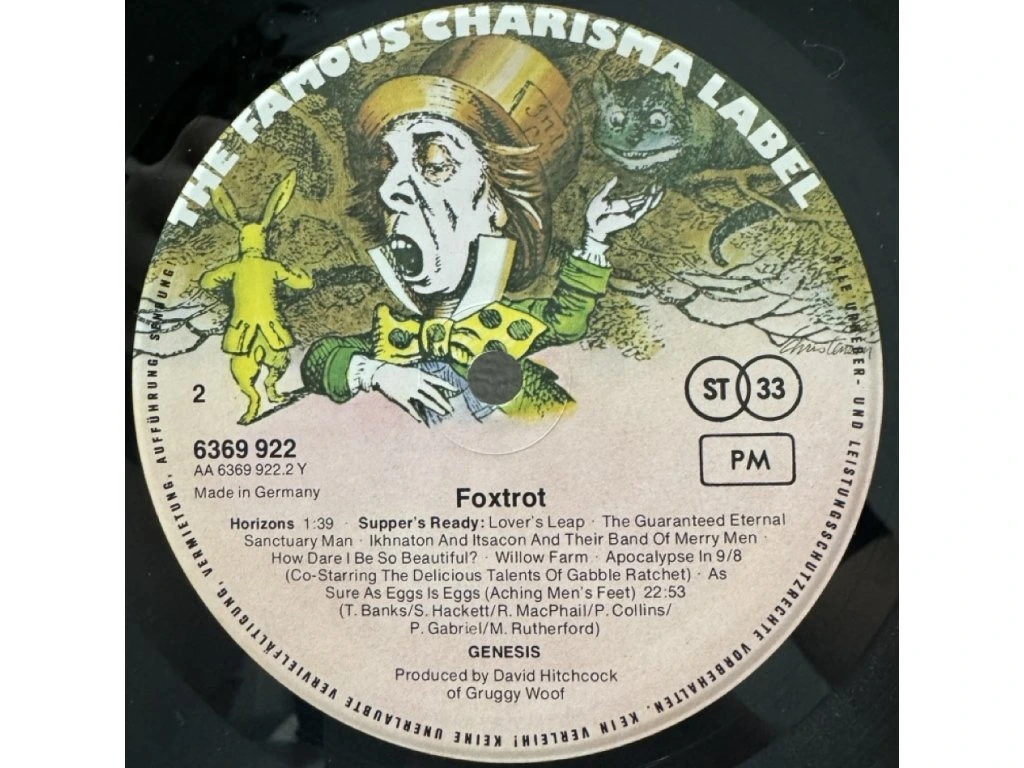 THE FAMOUS CHARISMA LABEL
Christenson
2
ST 33
6369 922
AA 6369 922.2 Y
PM
Made in Germany
Foxtrot
Horizons 1:39 · Supper's Ready: Lover's Leap · The Guaranteed Eternal
Sanctuary Man · Ikhnaton And Itsacon And Their Band Of Merry Men ·
How Dare I Be So Beautiful? · Willow Farm · Apocalypse In 9/8
(Co-Starring The Delicious Talents Of Gabble Ratchet) · As
Sure As Eggs Is Eggs (Aching Men's Feet) 22:53
(T. Banks/S. Hackett/R. MacPhail/P. Collins/
P. Gabriel/M. Rutherford)
GENESIS
Produced by David Hitchcock
of Gruggy Woof
ALLE URHEBER- UND LEISTUNGSSCHUTZRECHTE VORBEHALTEN. KEIN VERLEIH! KEINE UNERLAUBTE VERVIELFÄLTIGUNG, VERMIETUNG, AUFFÜHRUNG, SENDUNG!